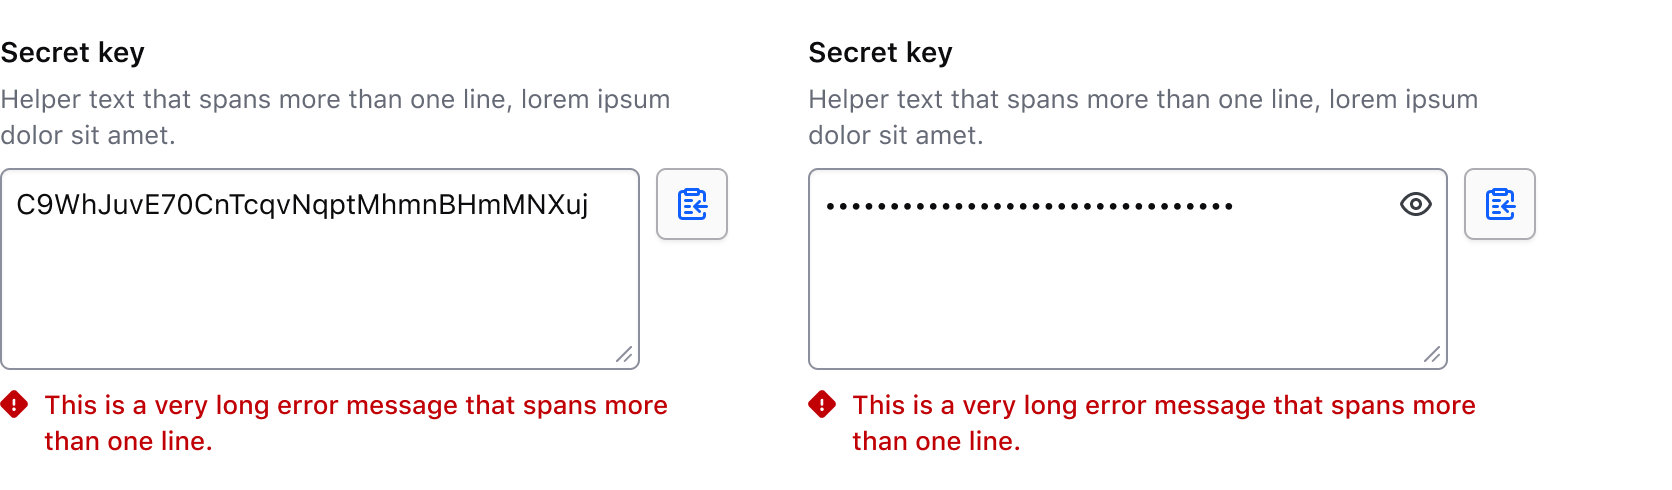 Secret key
Helper text that spans more than one line, lorem ipsum
dolor sit amet.
C9WhJuvE70CnTcqvNqptMhmnBHmMNXuj
This is a very long error message that spans more
than one line.
Secret key
Helper text that spans more than one line, lorem ipsum
dolor sit amet.
••••••••••••••••••••••••••••••••
This is a very long error message that spans more
than one line.